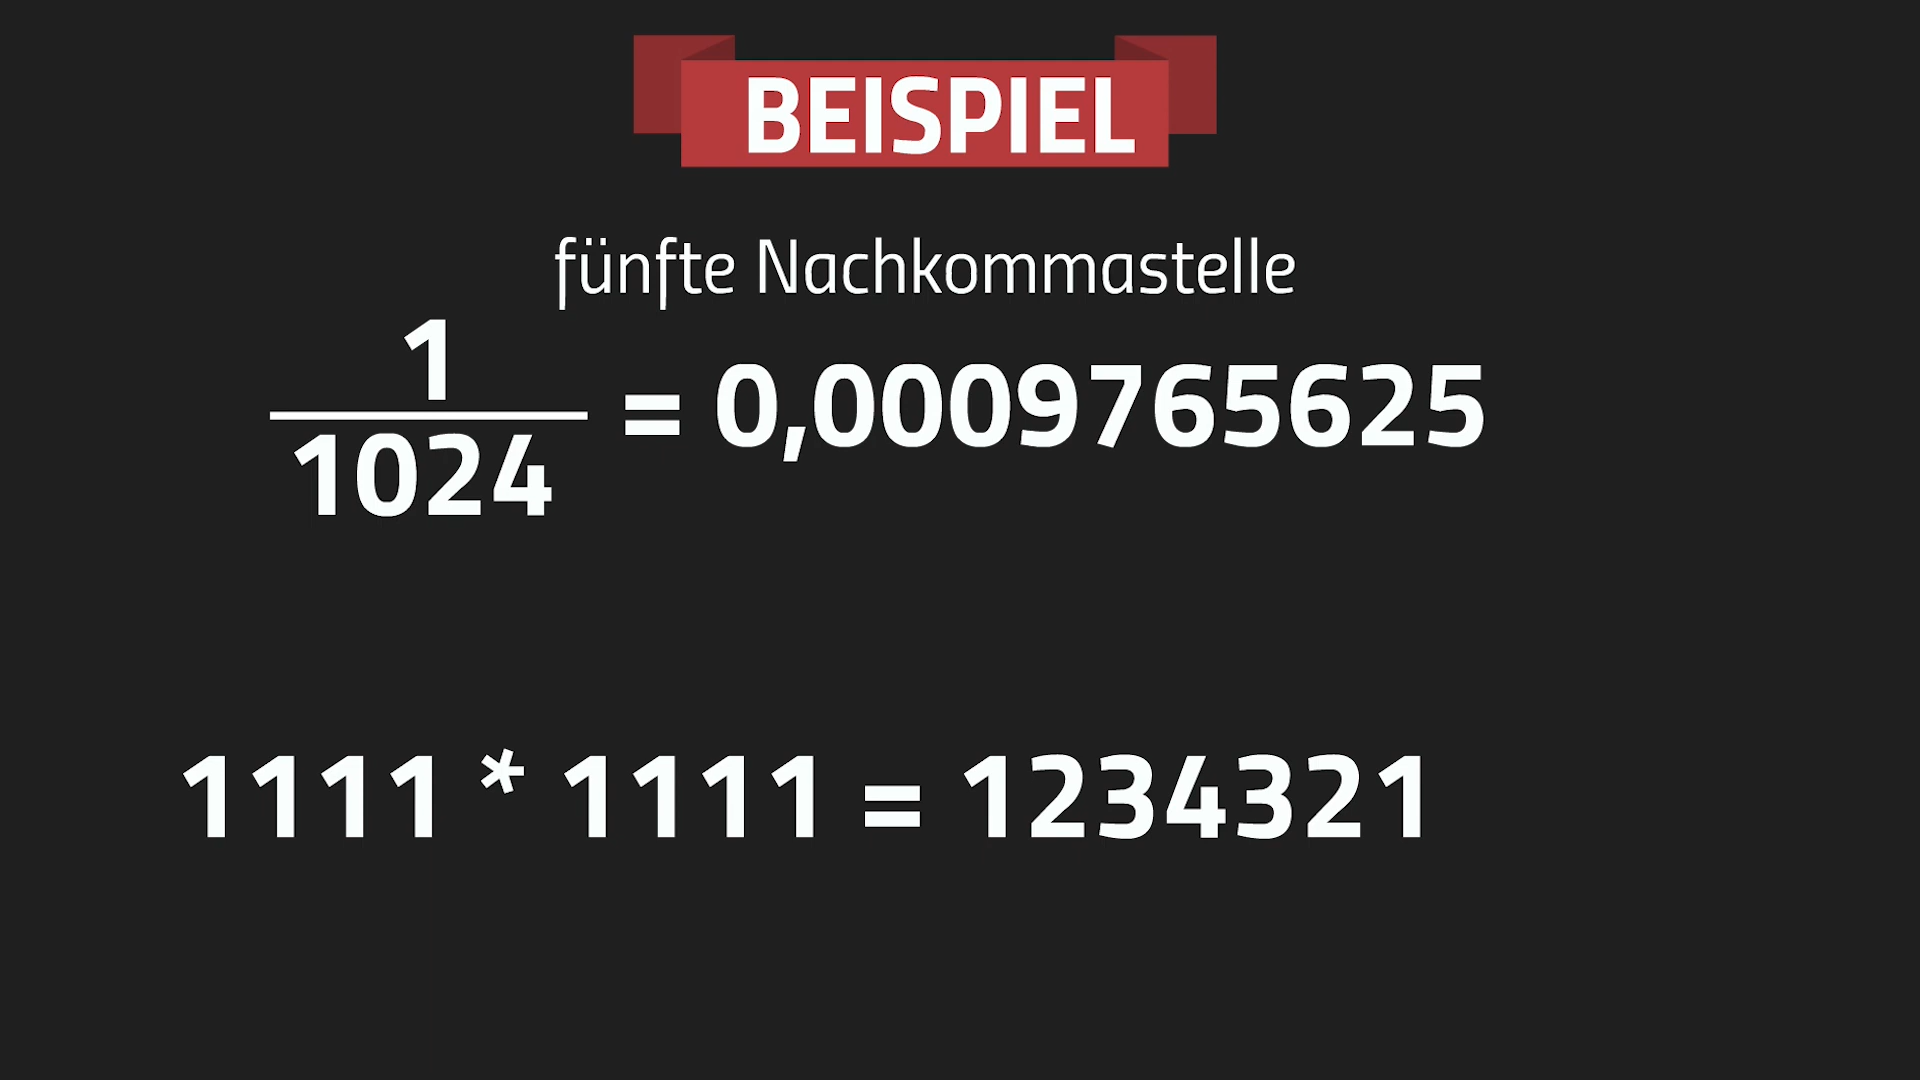 BEISPIEL
fünfte Nachkommastelle
1
1024
= 0,0009765625
1111 * 1111 = 1234321